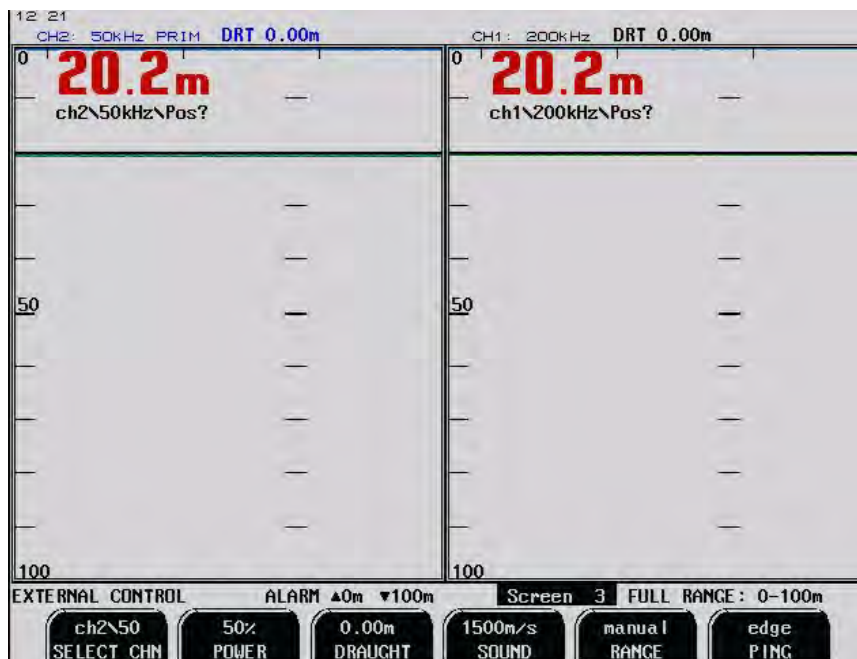 12 21
CH2: 50kHz PRIM DRT 0.00m
CH1: 200kHz DRT 0.00m
0
20.2m
ch2\50kHz\Pos?
50
100
0
20.2m
ch1\200kHz\Pos?
50
100
EXTERNAL CONTROL ALARM ▲0m ▼100m Screen 3 FULL RANGE: 0-100m
ch2\50 50% 0.00m 1500m/s manual edge
SELECT CHN POWER DRAUGHT SOUND RANGE PING